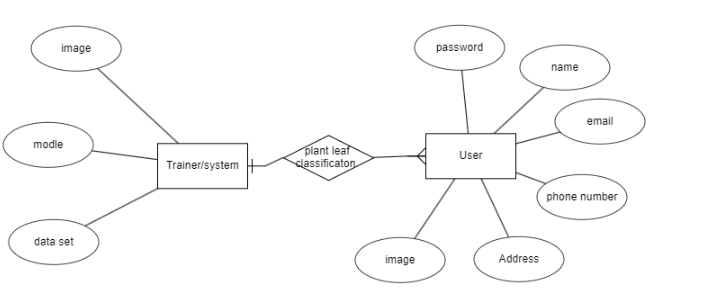 image
password
name
email
modle
plant leaf
classificaton
Trainer/system
User
phone number
data set
image
Address